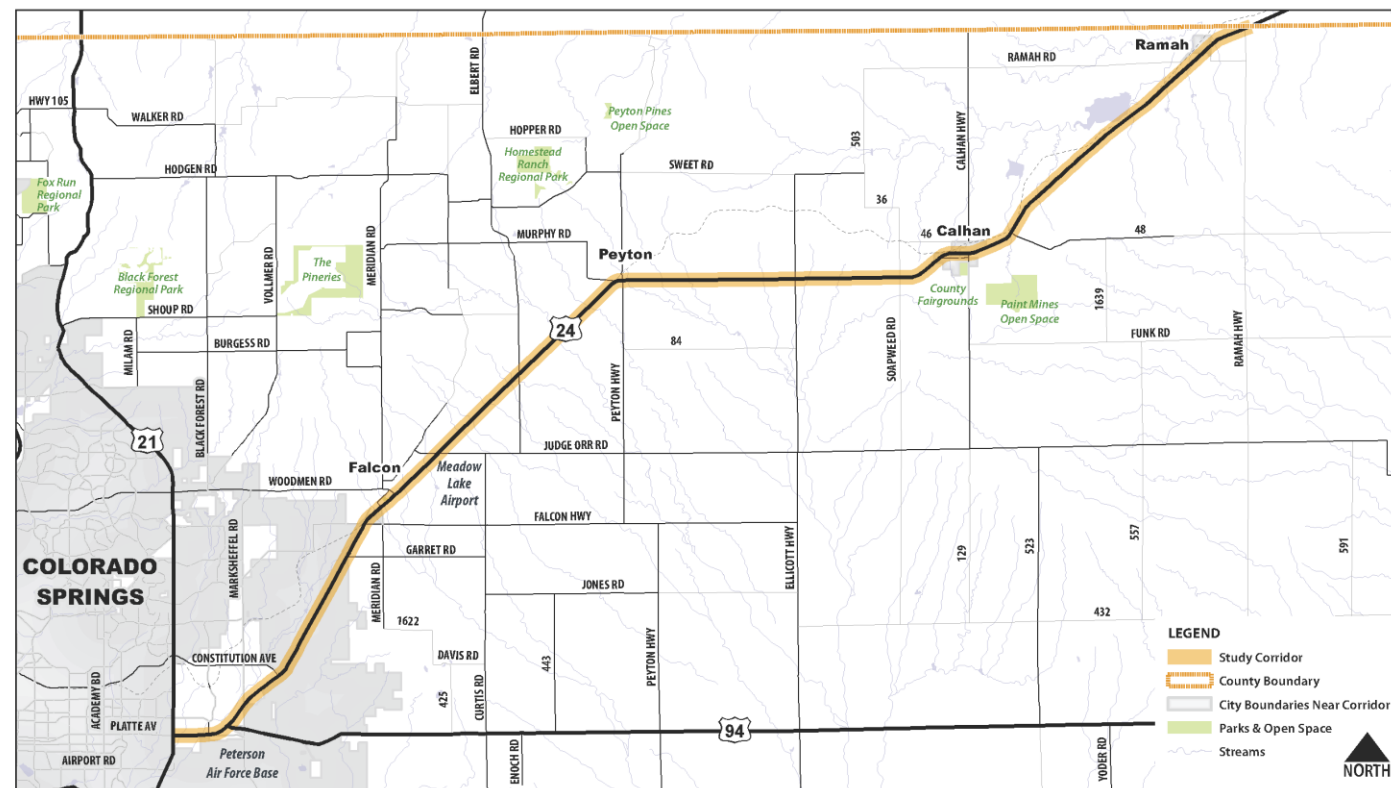 Ramah
RAMAH RD
ELBERT RD
HWY 105
WALKER RD
Peyton Pines
Open Space
HOPPER RD
503
CALHAN HWY
Homestead
Ranch
Regional Park
HODGEN RD
SWEET RD
Fox Run
Regional
Park
36
MURPHY RD
46
Calhan
48
MERIDIAN RD
VOLLMER RD
Peyton
The
Pineries
Black Forest
Regional Park
County
Fairgrounds
Paint Mines
Open Space
1639
SHOUP RD
24
MILAM RD
BURGESS RD
84
SOAPWEED RD
FUNK RD
RAMAH HWY
PEYTON HWY
BLACK FOREST RD
21
JUDGE ORR RD
Falcon
Meadow
Lake
Airport
WOODMEN RD
MARKSHEFFEL RD
FALCON HWY
ELLICOTT HWY
129
523
557
591
GARRET RD
COLORADO
SPRINGS
MERIDIAN RD
JONES RD
1622
432
PEYTON HWY
DAVIS RD
443
CONSTITUTION AVE
ACADEMY BD
425
CURTIS RD
PLATTE AV
94
AIRPORT RD
Peterson
Air Force Base
ENOCH RD
YODER RD
LEGEND
Study Corridor
County Boundary
City Boundaries Near Corridor
Parks & Open Space
Streams
NORTH